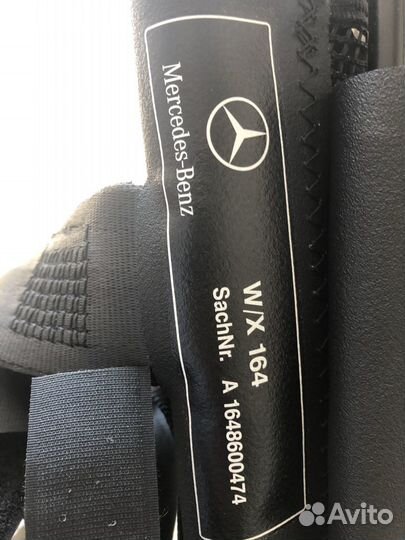 Mercedes-Benz
W/X 164
SachNr. A 1648600474
Avito